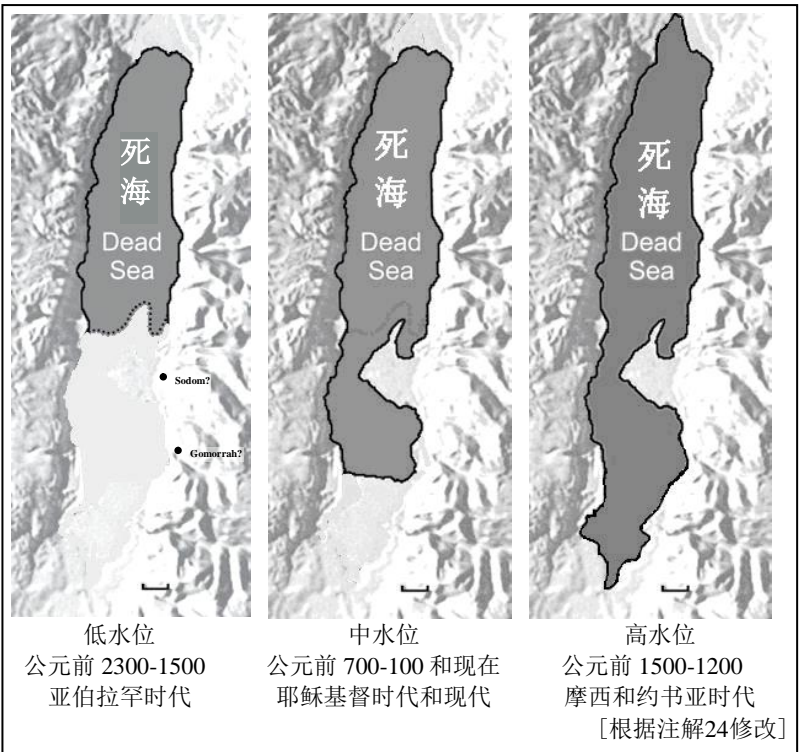 死
海
Dead
Sea
Sodom?
Gomorrah?
低水位
公元前 2300-1500
亚伯拉罕时代
死
海
Dead
Sea
中水位
公元前 700-100 和现在
耶稣基督时代和现代
死
海
Dead
Sea
高水位
公元前 1500-1200
摩西和约书亚时代
［根据注解24修改］